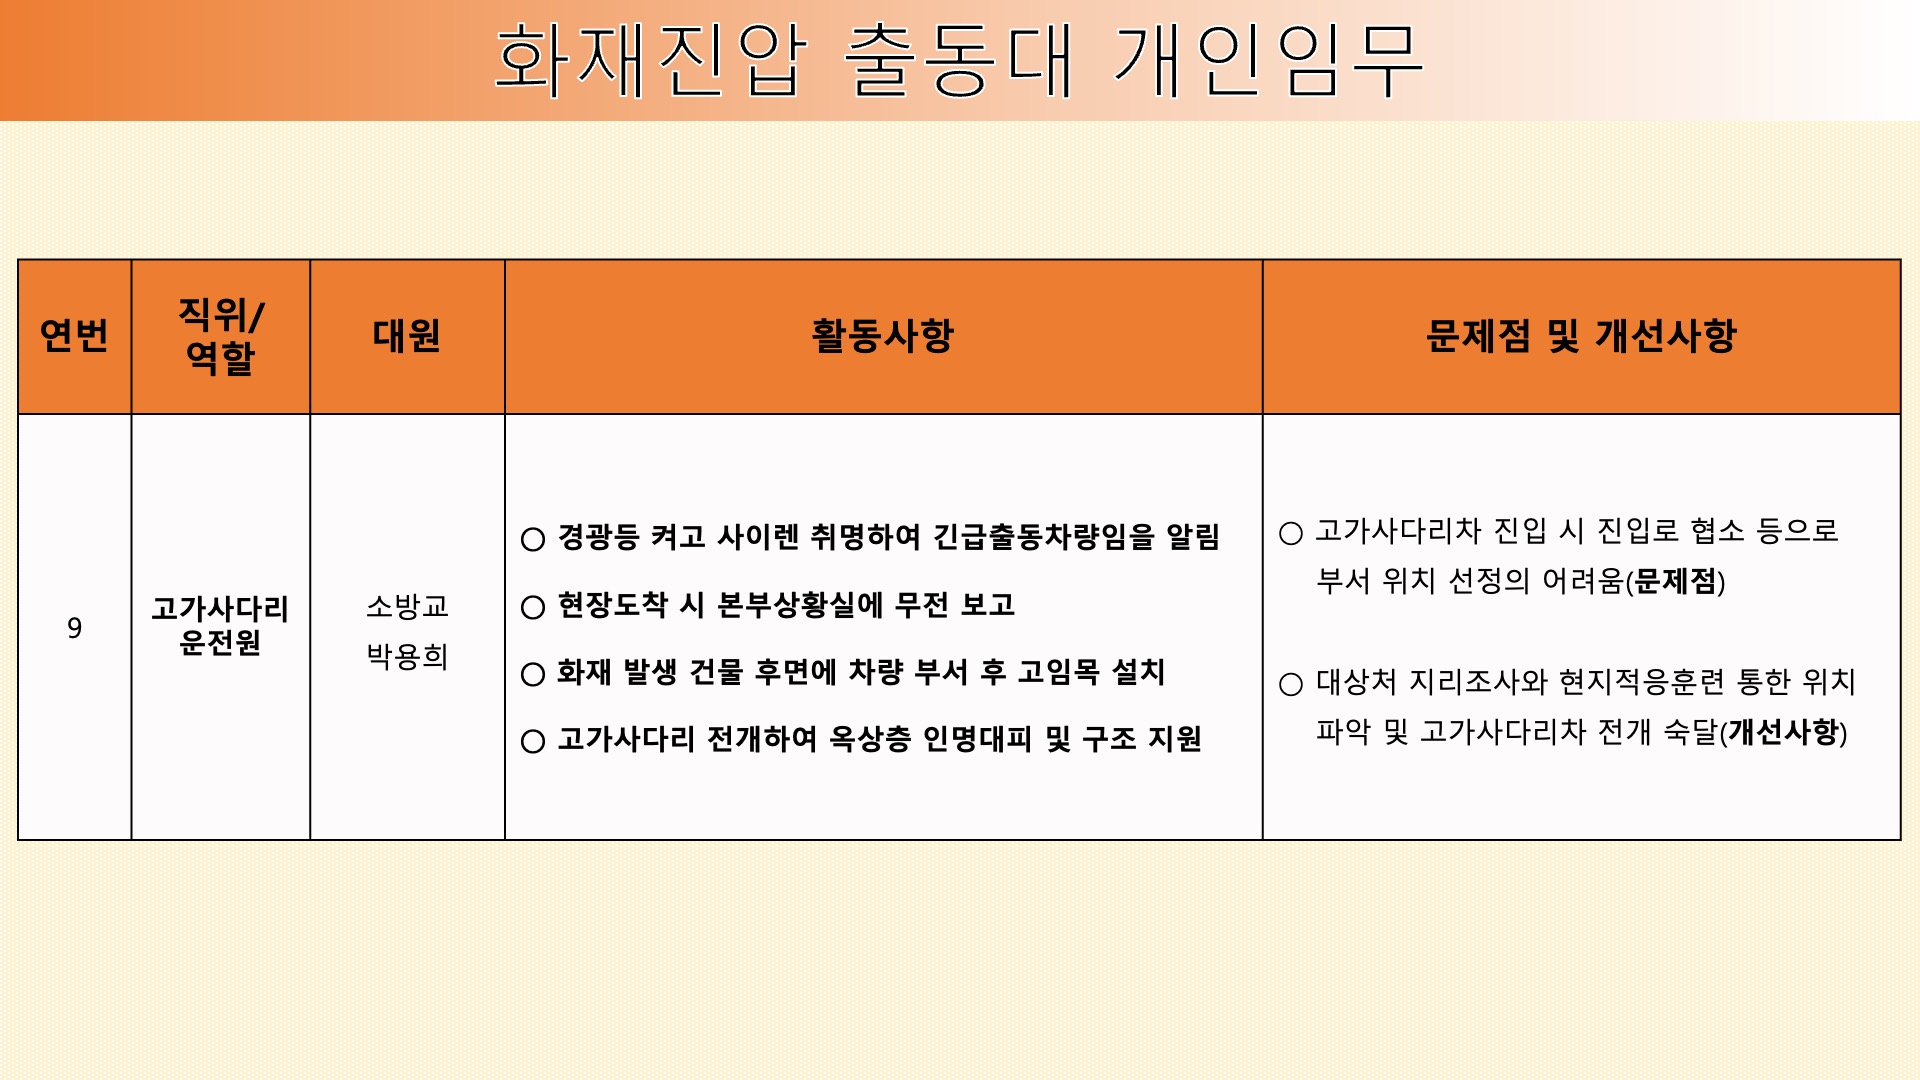 화재진압 출동대 개인임무
연번
직위/
역할
대원
활동사항
문제점 및 개선사항
9
고가사다리
운전원
소방교
박용희
○ 경광등 켜고 사이렌 취명하여 긴급출동차량임을 알림
○ 현장도착 시 본부상황실에 무전 보고
○ 화재 발생 건물 후면에 차량 부서 후 고임목 설치
○ 고가사다리 전개하여 옥상층 인명대피 및 구조 지원
○ 고가사다리차 진입 시 진입로 협소 등으로
부서 위치 선정의 어려움(문제점)
○ 대상처 지리조사와 현지적응훈련 통한 위치
파악 및 고가사다리차 전개 숙달(개선사항)